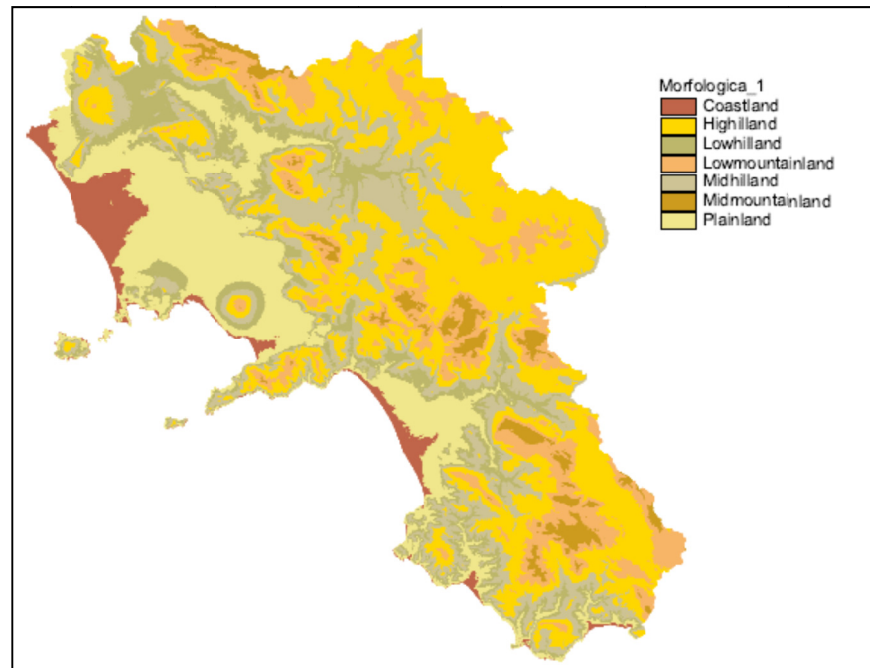 Morfologica_1
Coastland
Highilland
Lowhilland
Lowmountainland
Midhilland
Midmountainland
Plainland